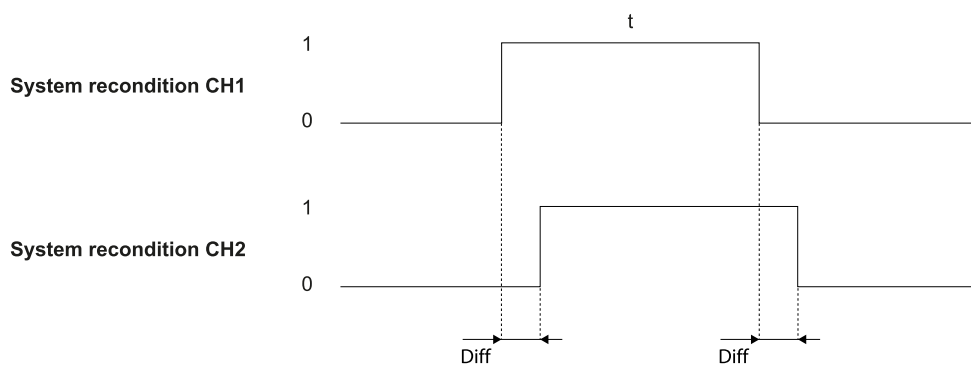 t
1
System recondition CH1
0
1
System recondition CH2
0
Diff Diff